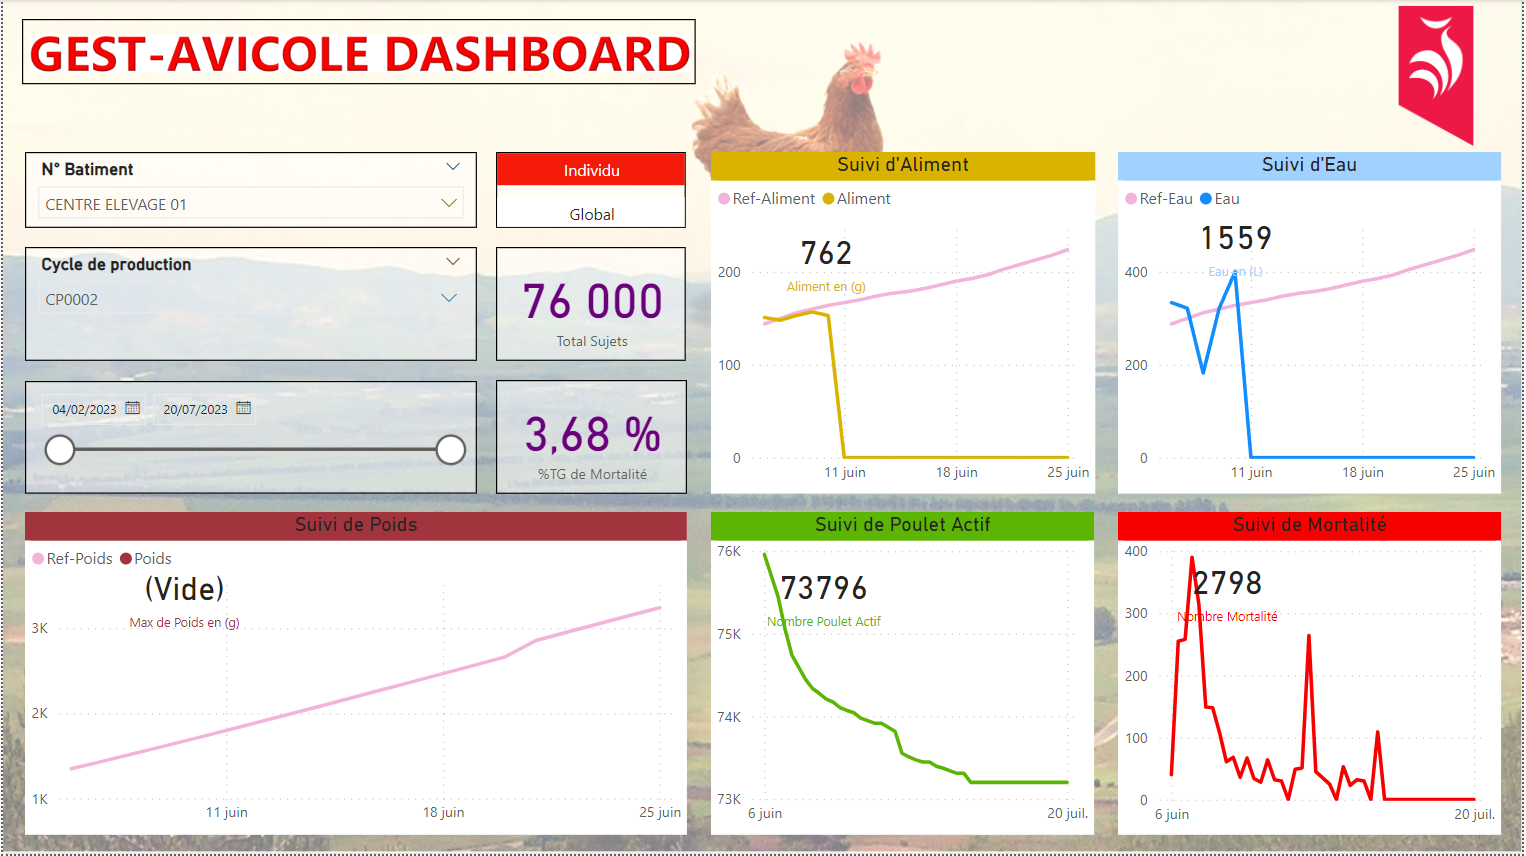 GEST-AVICOLE DASHBOARD
N° Batiment
CENTRE ELEVAGE 01
Individu
Global
Cycle de production
CP0002
76 000
Total Sujets
04/02/2023
20/07/2023
3,68 %
%TG de Mortalité
Suivi d'Aliment
Ref-Aliment
Aliment
762
Aliment en (g)
200
100
0
11 juin
18 juin
25 juin
Suivi d'Eau
Ref-Eau
Eau
1559
Eau en (L)
400
200
0
11 juin
18 juin
25 juin
Suivi de Poids
Ref-Poids
Poids
(Vide)
Max de Poids en (g)
3K
2K
1K
11 juin
18 juin
25 juin
Suivi de Poulet Actif
76K
73796
Nombre Poulet Actif
75K
74K
73K
6 juin
20 juil.
Suivi de Mortalité
400
2798
Nombre Mortalité
300
200
100
0
6 juin
20 juil.